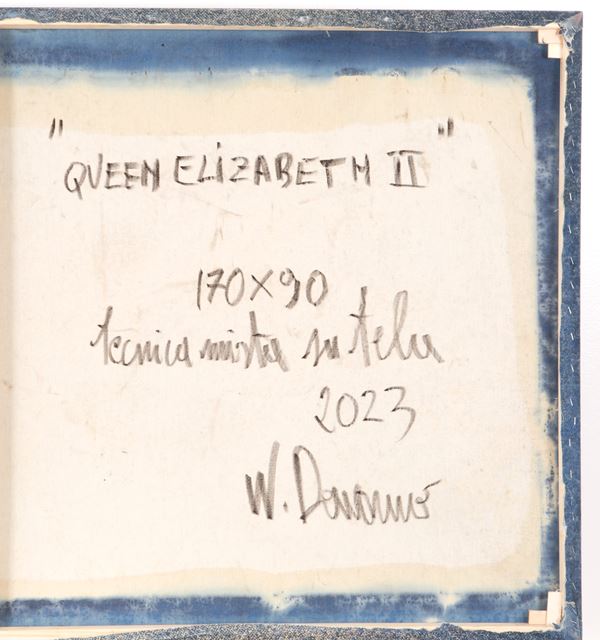 "QUEEN ELIZABETH II"
170X90
tecnica mista su tela
2023
W.